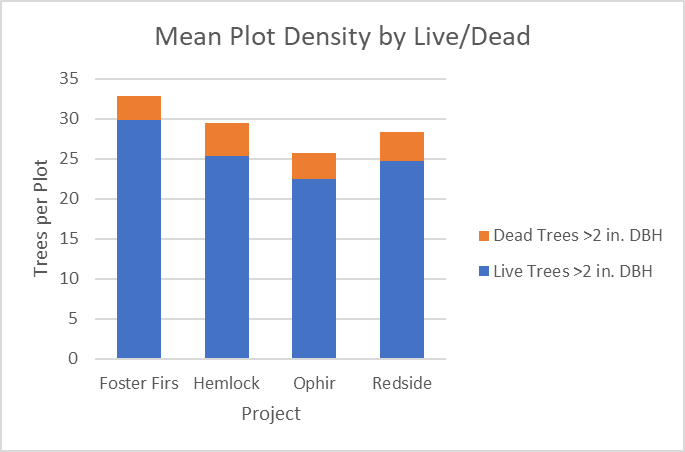 Mean Plot Density by Live/Dead
35
30
25
20
15
10
5
0
Trees per Plot
Foster Firs Hemlock Ophir Redside
Project
Dead Trees >2 in. DBH
Live Trees >2 in. DBH